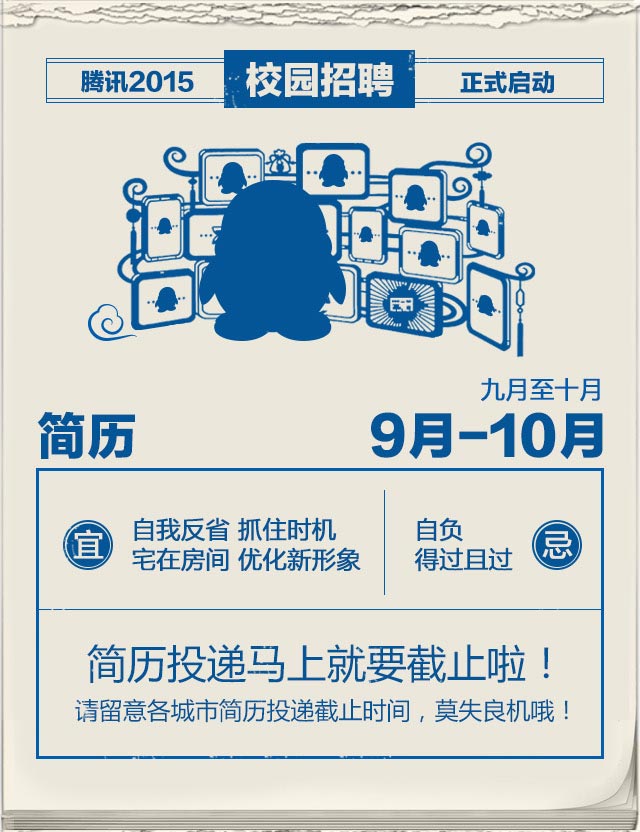 腾讯2015 校园招聘 正式启动
九月至十月
简历 9月-10月
宜 自我反省 抓住时机
宅在房间 优化新形象
自负
得过且过 忌
简历投递马上就要截止啦！
请留意各城市简历投递截止时间，莫失良机哦！